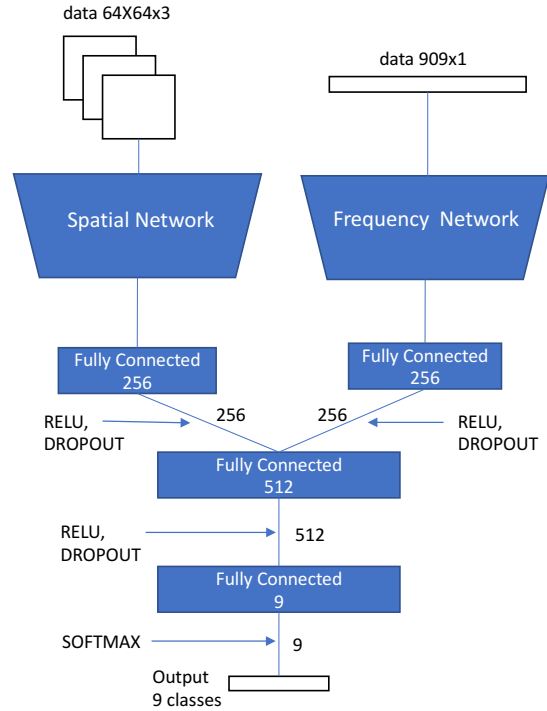 data 64X64x3
data 909x1
Spatial Network
Frequency Network
Fully Connected
256
Fully Connected
256
RELU,
DROPOUT
256
256
RELU,
DROPOUT
Fully Connected
512
RELU,
DROPOUT
512
Fully Connected
9
SOFTMAX
9
Output
9 classes